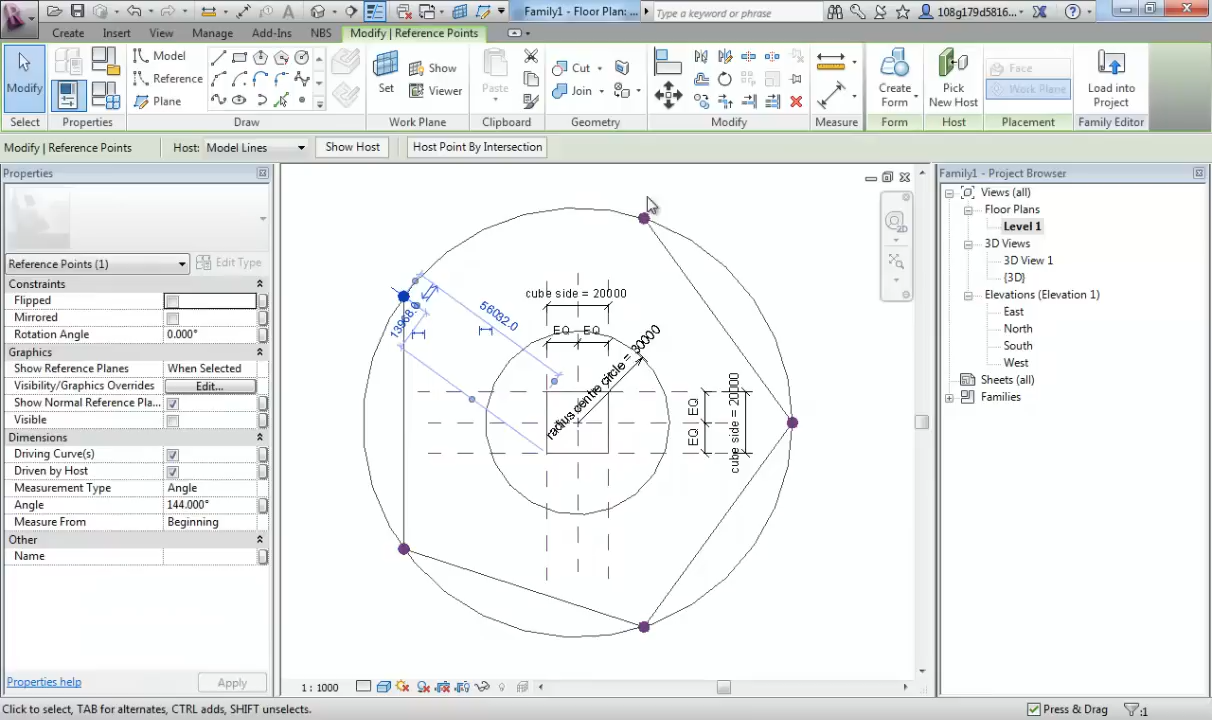 Family1 - Floor Plan: ...
Type a keyword or phrase
108g179d5816...
Create Insert View Manage Add-Ins NBS Modify | Reference Points
Modify
Select
Properties
Model
Reference
Plane
Draw
Set
Show
Viewer
Work Plane
Paste
Clipboard
Cut
Join
Geometry
Modify
Measure
Create
Form
Form
Pick
New Host
Host
Face
Work Plane
Placement
Load into
Project
Family Editor
Modify | Reference Points
Host: Model Lines
Show Host
Host Point By Intersection
Properties
Reference Points (1)
Edit Type
Constraints
Flipped
Mirrored
Rotation Angle 0.000°
Graphics
Show Reference Planes When Selected
Visibility/Graphics Overrides Edit...
Show Normal Reference Pla...
Visible
Dimensions
Driving Curve(s)
Driven by Host
Measurement Type Angle
Angle 144.000°
Measure From Beginning
Other
Name
Properties help
Apply
cube side = 20000
EQ EQ
56032.0
13968.0
radius centre circle = 30000
EQ EQ
cube side = 20000
1 : 1000
Family1 - Project Browser
Views (all)
Floor Plans
Level 1
3D Views
3D View 1
{3D}
Elevations (Elevation 1)
East
North
South
West
Sheets (all)
Families
Click to select, TAB for alternates, CTRL adds, SHIFT unselects.
Press & Drag
:1